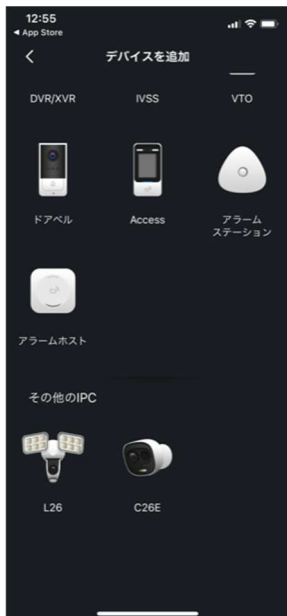 12:55
◀ App Store
デバイスを追加
DVR/XVR IVSS VTO
ドアベル Access アラーム
ステーション
アラームホスト
その他のIPC
L26 C26E